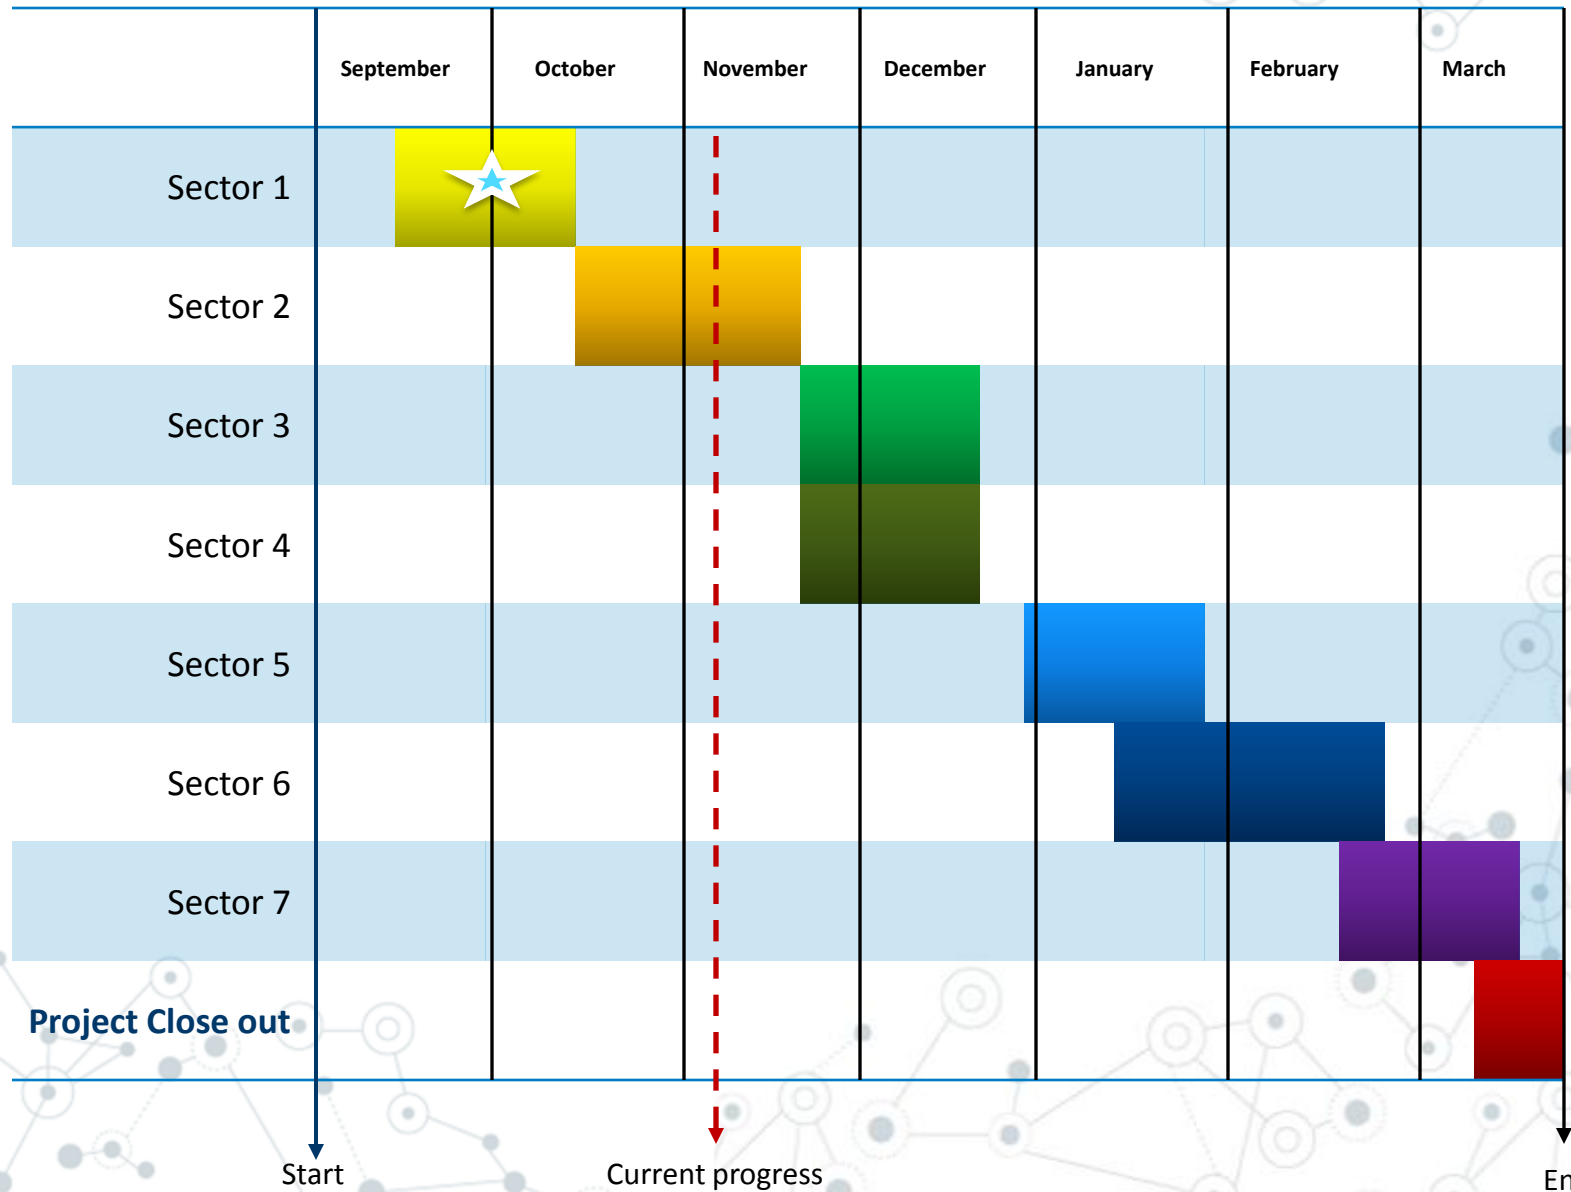 September October November December January February March
Sector 1
Sector 2
Sector 3
Sector 4
Sector 5
Sector 6
Sector 7
Project Close out
Start Current progress En